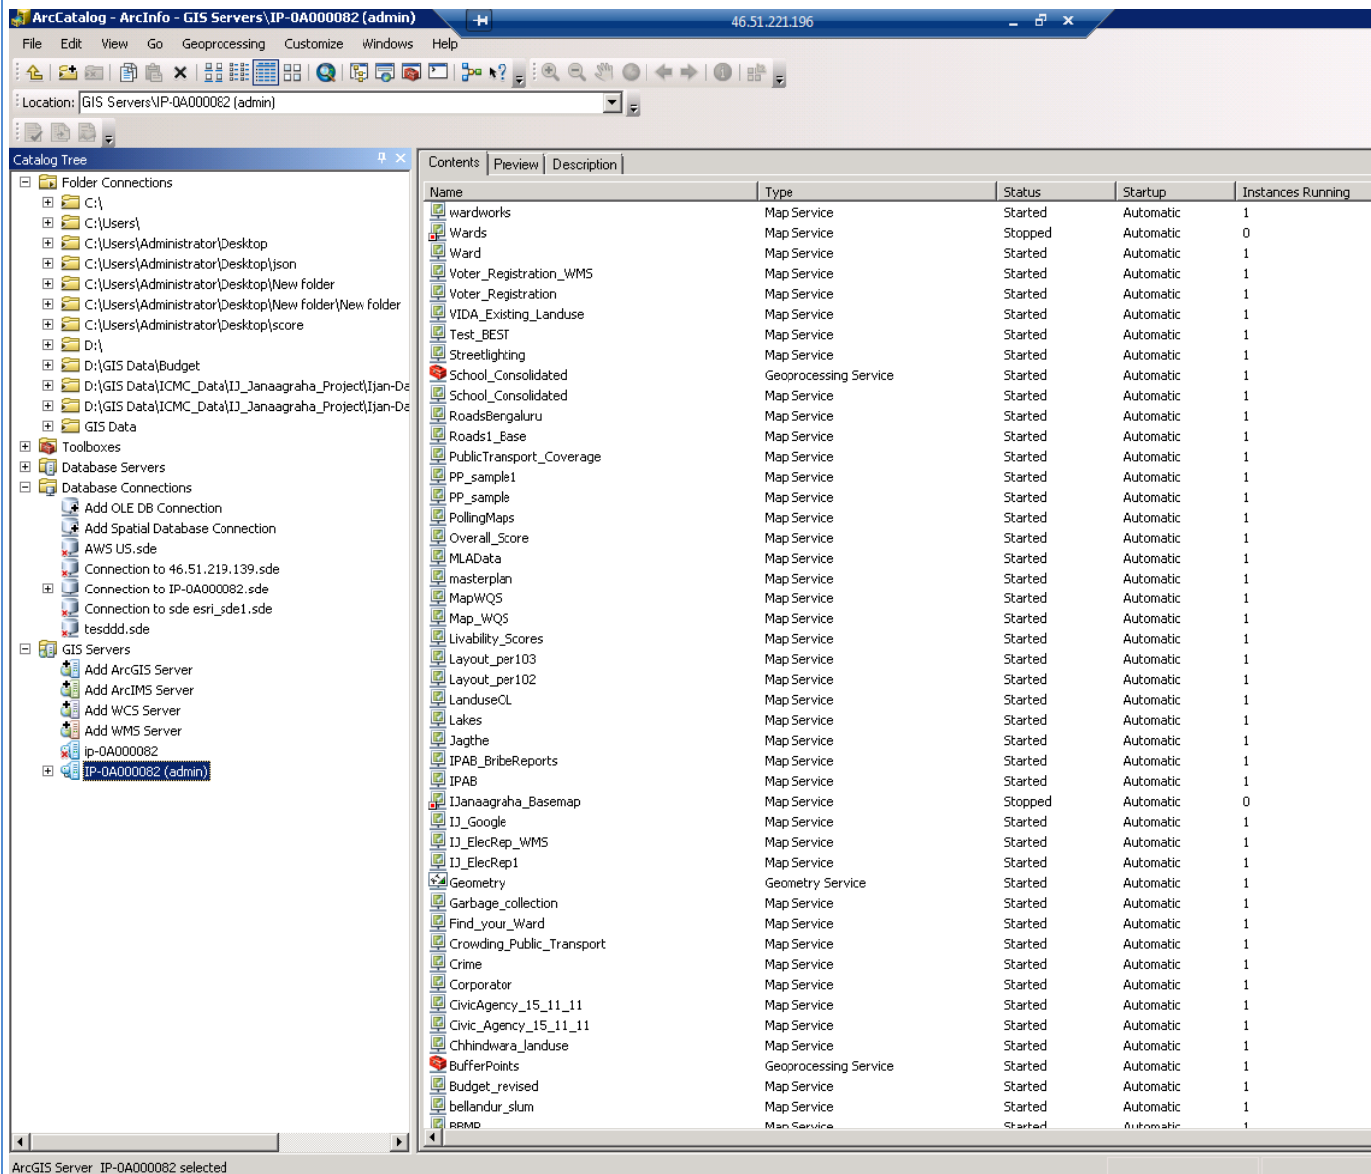 ArcCatalog - ArcInfo - GIS Servers\IP-0A000082 (admin)
46.51.221.196
File Edit View Go Geoprocessing Customize Windows Help
Location: GIS Servers\IP-0A000082 (admin)
Catalog Tree
Folder Connections
C:\
C:\Users\
C:\Users\Administrator\Desktop
C:\Users\Administrator\Desktop\json
C:\Users\Administrator\Desktop\New folder
C:\Users\Administrator\Desktop\New folder\New folder
C:\Users\Administrator\Desktop\score
D:\
D:\GIS Data\Budget
D:\GIS Data\ICMC_Data\IJ_Janaagraha_Project\Ijan-Da
D:\GIS Data\ICMC_Data\IJ_Janaagraha_Project\Ijan-Da
GIS Data
Toolboxes
Database Servers
Database Connections
Add OLE DB Connection
Add Spatial Database Connection
AWS US.sde
Connection to 46.51.219.139.sde
Connection to IP-0A000082.sde
Connection to sde esri_sde1.sde
tesddd.sde
GIS Servers
Add ArcGIS Server
Add ArcIMS Server
Add WCS Server
Add WMS Server
ip-0A000082
IP-0A000082 (admin)
Contents Preview Description
Name Type Status Startup Instances Running
wardworks Map Service Started Automatic 1
Wards Map Service Stopped Automatic 0
Ward Map Service Started Automatic 1
Voter_Registration_WMS Map Service Started Automatic 1
Voter_Registration Map Service Started Automatic 1
VIDA_Existing_Landuse Map Service Started Automatic 1
Test_BEST Map Service Started Automatic 1
Streetlighting Map Service Started Automatic 1
School_Consolidated Geoprocessing Service Started Automatic 1
School_Consolidated Map Service Started Automatic 1
RoadsBengaluru Map Service Started Automatic 1
Roads1_Base Map Service Started Automatic 1
PublicTransport_Coverage Map Service Started Automatic 1
PP_sample1 Map Service Started Automatic 1
PP_sample Map Service Started Automatic 1
PollingMaps Map Service Started Automatic 1
Overall_Score Map Service Started Automatic 1
MLAData Map Service Started Automatic 1
masterplan Map Service Started Automatic 1
MapWQS Map Service Started Automatic 1
Map_WQS Map Service Started Automatic 1
Livability_Scores Map Service Started Automatic 1
Layout_per103 Map Service Started Automatic 1
Layout_per102 Map Service Started Automatic 1
LanduseOL Map Service Started Automatic 1
Lakes Map Service Started Automatic 1
Jagthe Map Service Started Automatic 1
IPAB_BribeReports Map Service Started Automatic 1
IPAB Map Service Started Automatic 1
IJanaagraha_Basemap Map Service Stopped Automatic 0
IJ_Google Map Service Started Automatic 1
IJ_ElecRep_WMS Map Service Started Automatic 1
IJ_ElecRep1 Map Service Started Automatic 1
Geometry Geometry Service Started Automatic 1
Garbage_collection Map Service Started Automatic 1
Find_your_Ward Map Service Started Automatic 1
Crowding_Public_Transport Map Service Started Automatic 1
Crime Map Service Started Automatic 1
Corporator Map Service Started Automatic 1
CivicAgency_15_11_11 Map Service Started Automatic 1
Civic_Agency_15_11_11 Map Service Started Automatic 1
Chhindwara_landuse Map Service Started Automatic 1
BufferPoints Geoprocessing Service Started Automatic 1
Budget_revised Map Service Started Automatic 1
bellandur_slum Map Service Started Automatic 1
BBMP Map Service Started Automatic 1
ArcGIS Server IP-0A000082 selected